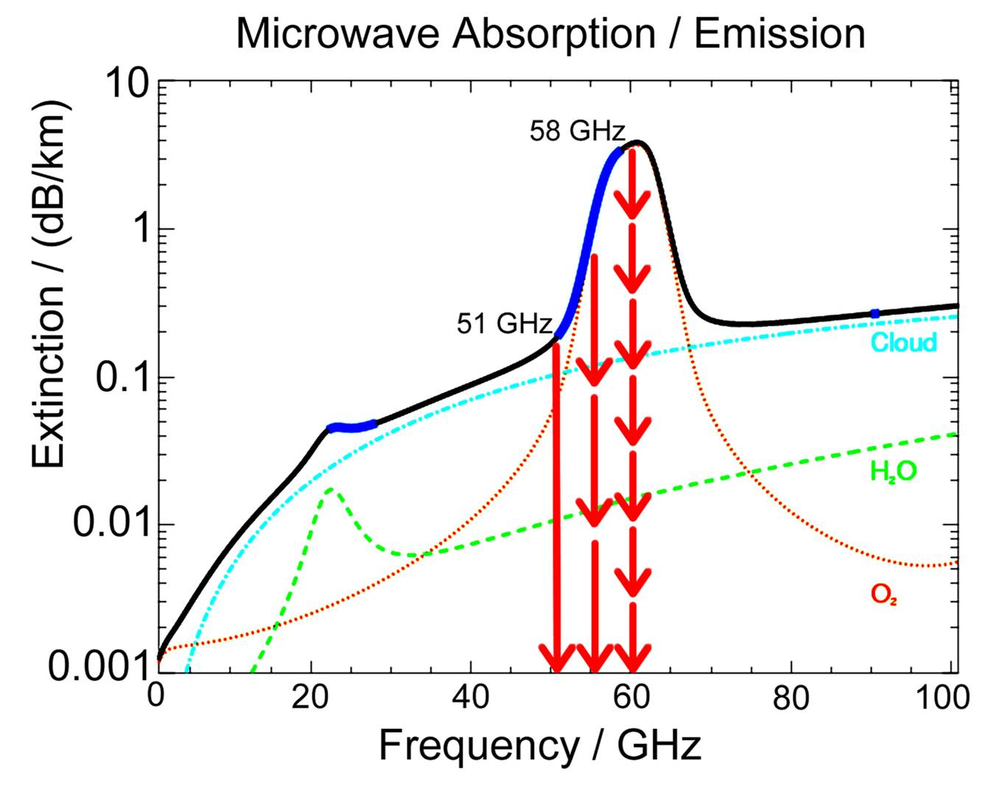 Microwave Absorption / Emission
Extinction / (dB/km)
10
1
0.1
0.01
0.001
58 GHz
51 GHz
Cloud
H₂O
O₂
0 20 40 60 80 100
Frequency / GHz